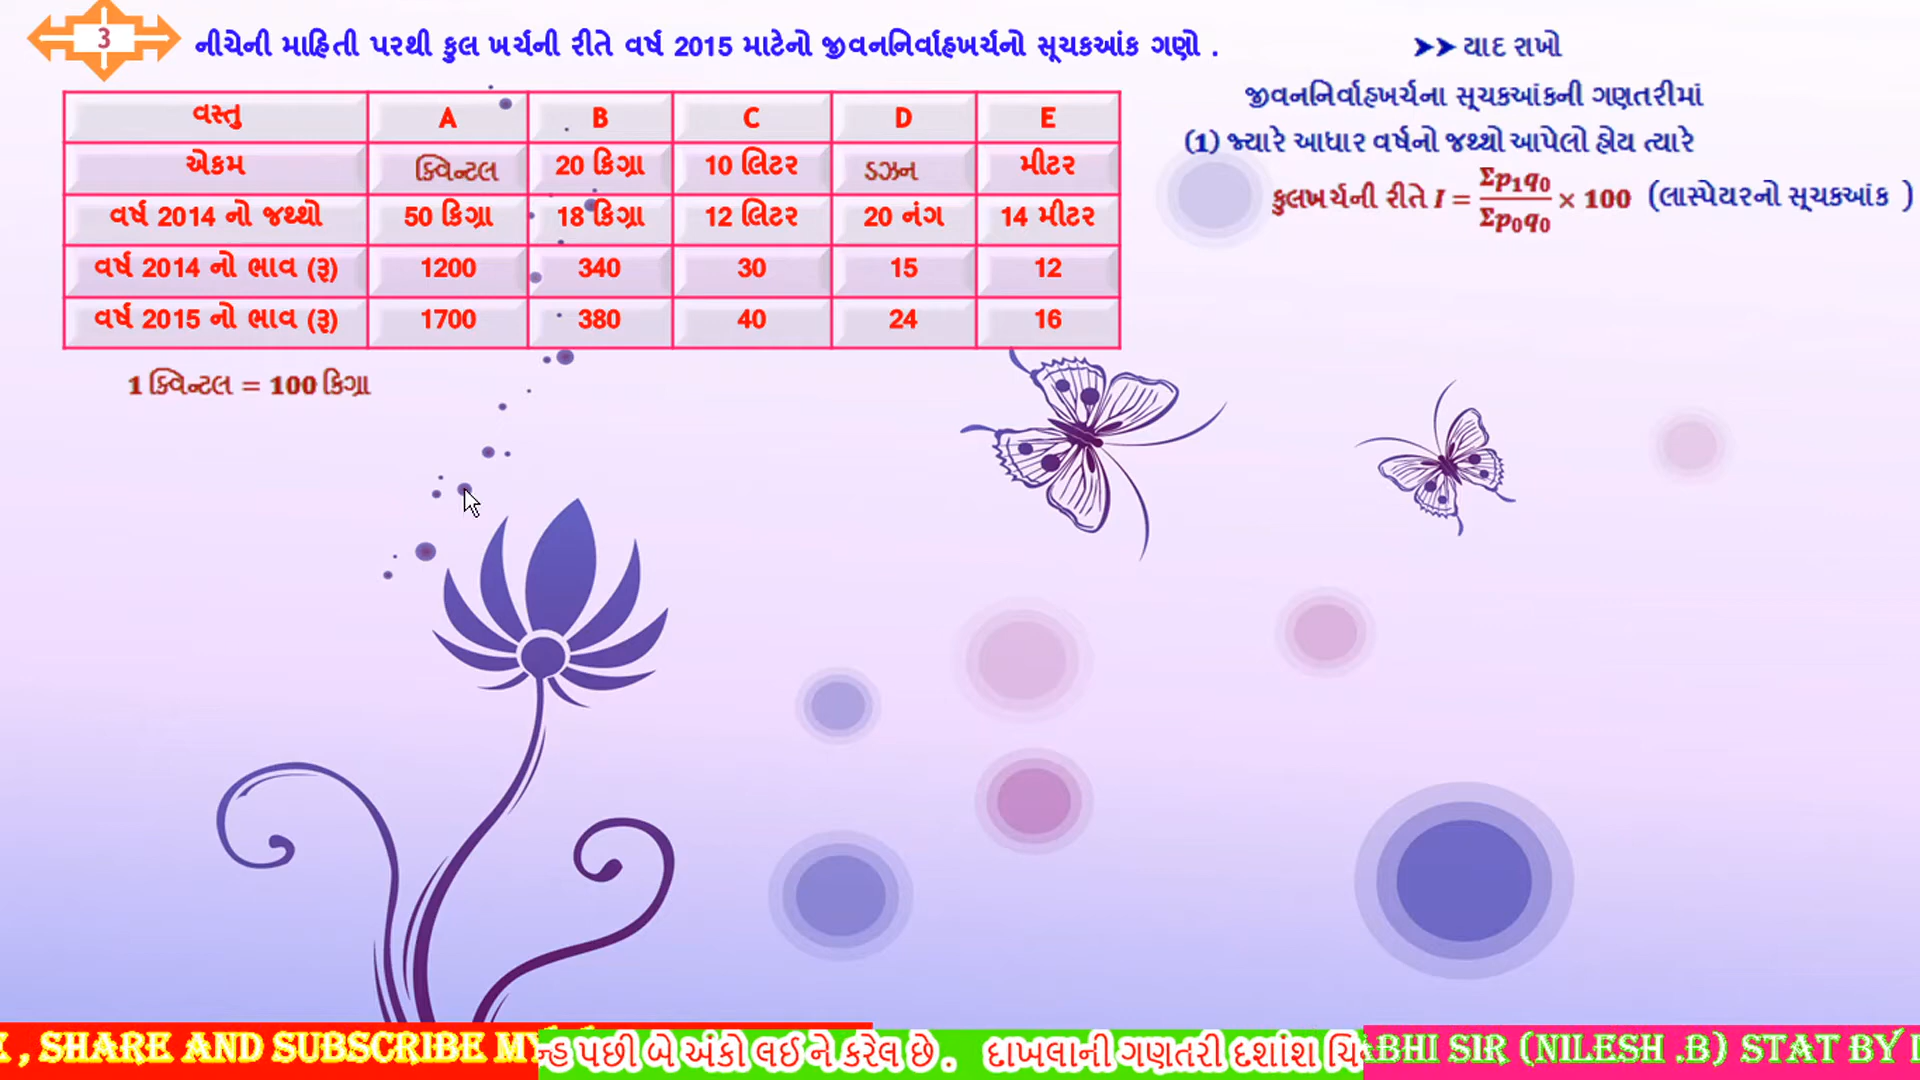 3
નીચેની માહિતી પરથી કુલ ખર્ચની રીતે વર્ષ 2015 માટેનો જીવનનિર્વાહખર્ચનો સૂચકઆંક ગણો .
વસ્તુ A B C D E
એકમ ક્વિન્ટલ 20 કિગ્રા 10 લિટર ડઝન મીટર
વર્ષ 2014 નો જથ્થો 50 કિગ્રા 18 કિગ્રા 12 લિટર 20 નંગ 14 મીટર
વર્ષ 2014 નો ભાવ (રૂ) 1200 340 30 15 12
વર્ષ 2015 નો ભાવ (રૂ) 1700 380 40 24 16
1 ક્વિન્ટલ = 100 કિગ્રા
➤➤ યાદ રાખો
જીવનનિર્વાહખર્ચના સૂચકઆંકની ગણતરીમાં
(1) જ્યારે આધાર વર્ષનો જથ્થો આપેલો હોય ત્યારે
કુલખર્ચની રીતે I = Σp₁q₀ / Σp₀q₀ × 100 (લાસ્પેયરનો સૂચકઆંક )
, SHARE AND SUBSCRIBE MY
પછી બે અંકો લઈ ને કરેલ છે . દાખલાની ગણતરી દશાંશ
ABHI SIR (NILESH .B) STAT BY